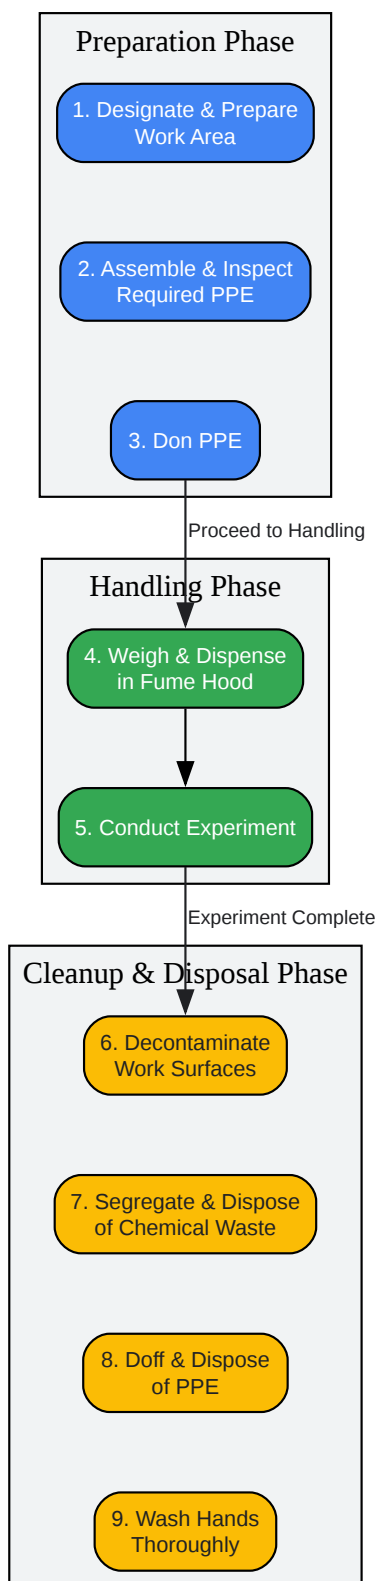 Preparation Phase
1. Designate & Prepare
Work Area
2. Assemble & Inspect
Required PPE
3. Don PPE
Proceed to Handling
Handling Phase
4. Weigh & Dispense
in Fume Hood
5. Conduct Experiment
Experiment Complete
Cleanup & Disposal Phase
6. Decontaminate
Work Surfaces
7. Segregate & Dispose
of Chemical Waste
8. Doff & Dispose
of PPE
9. Wash Hands
Thoroughly